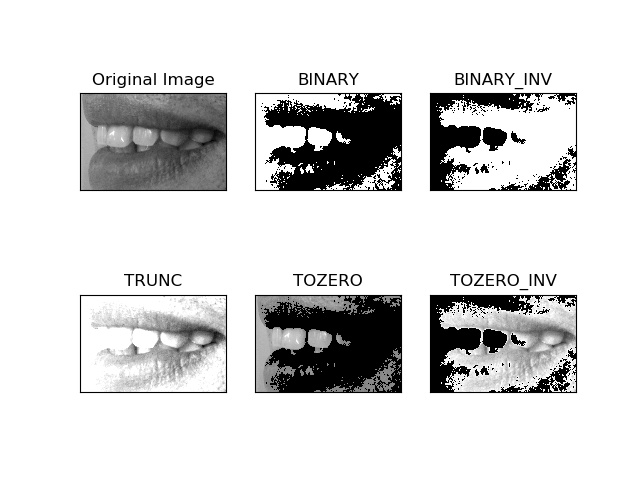 Original Image
BINARY
BINARY_INV
TRUNC
TOZERO
TOZERO_INV